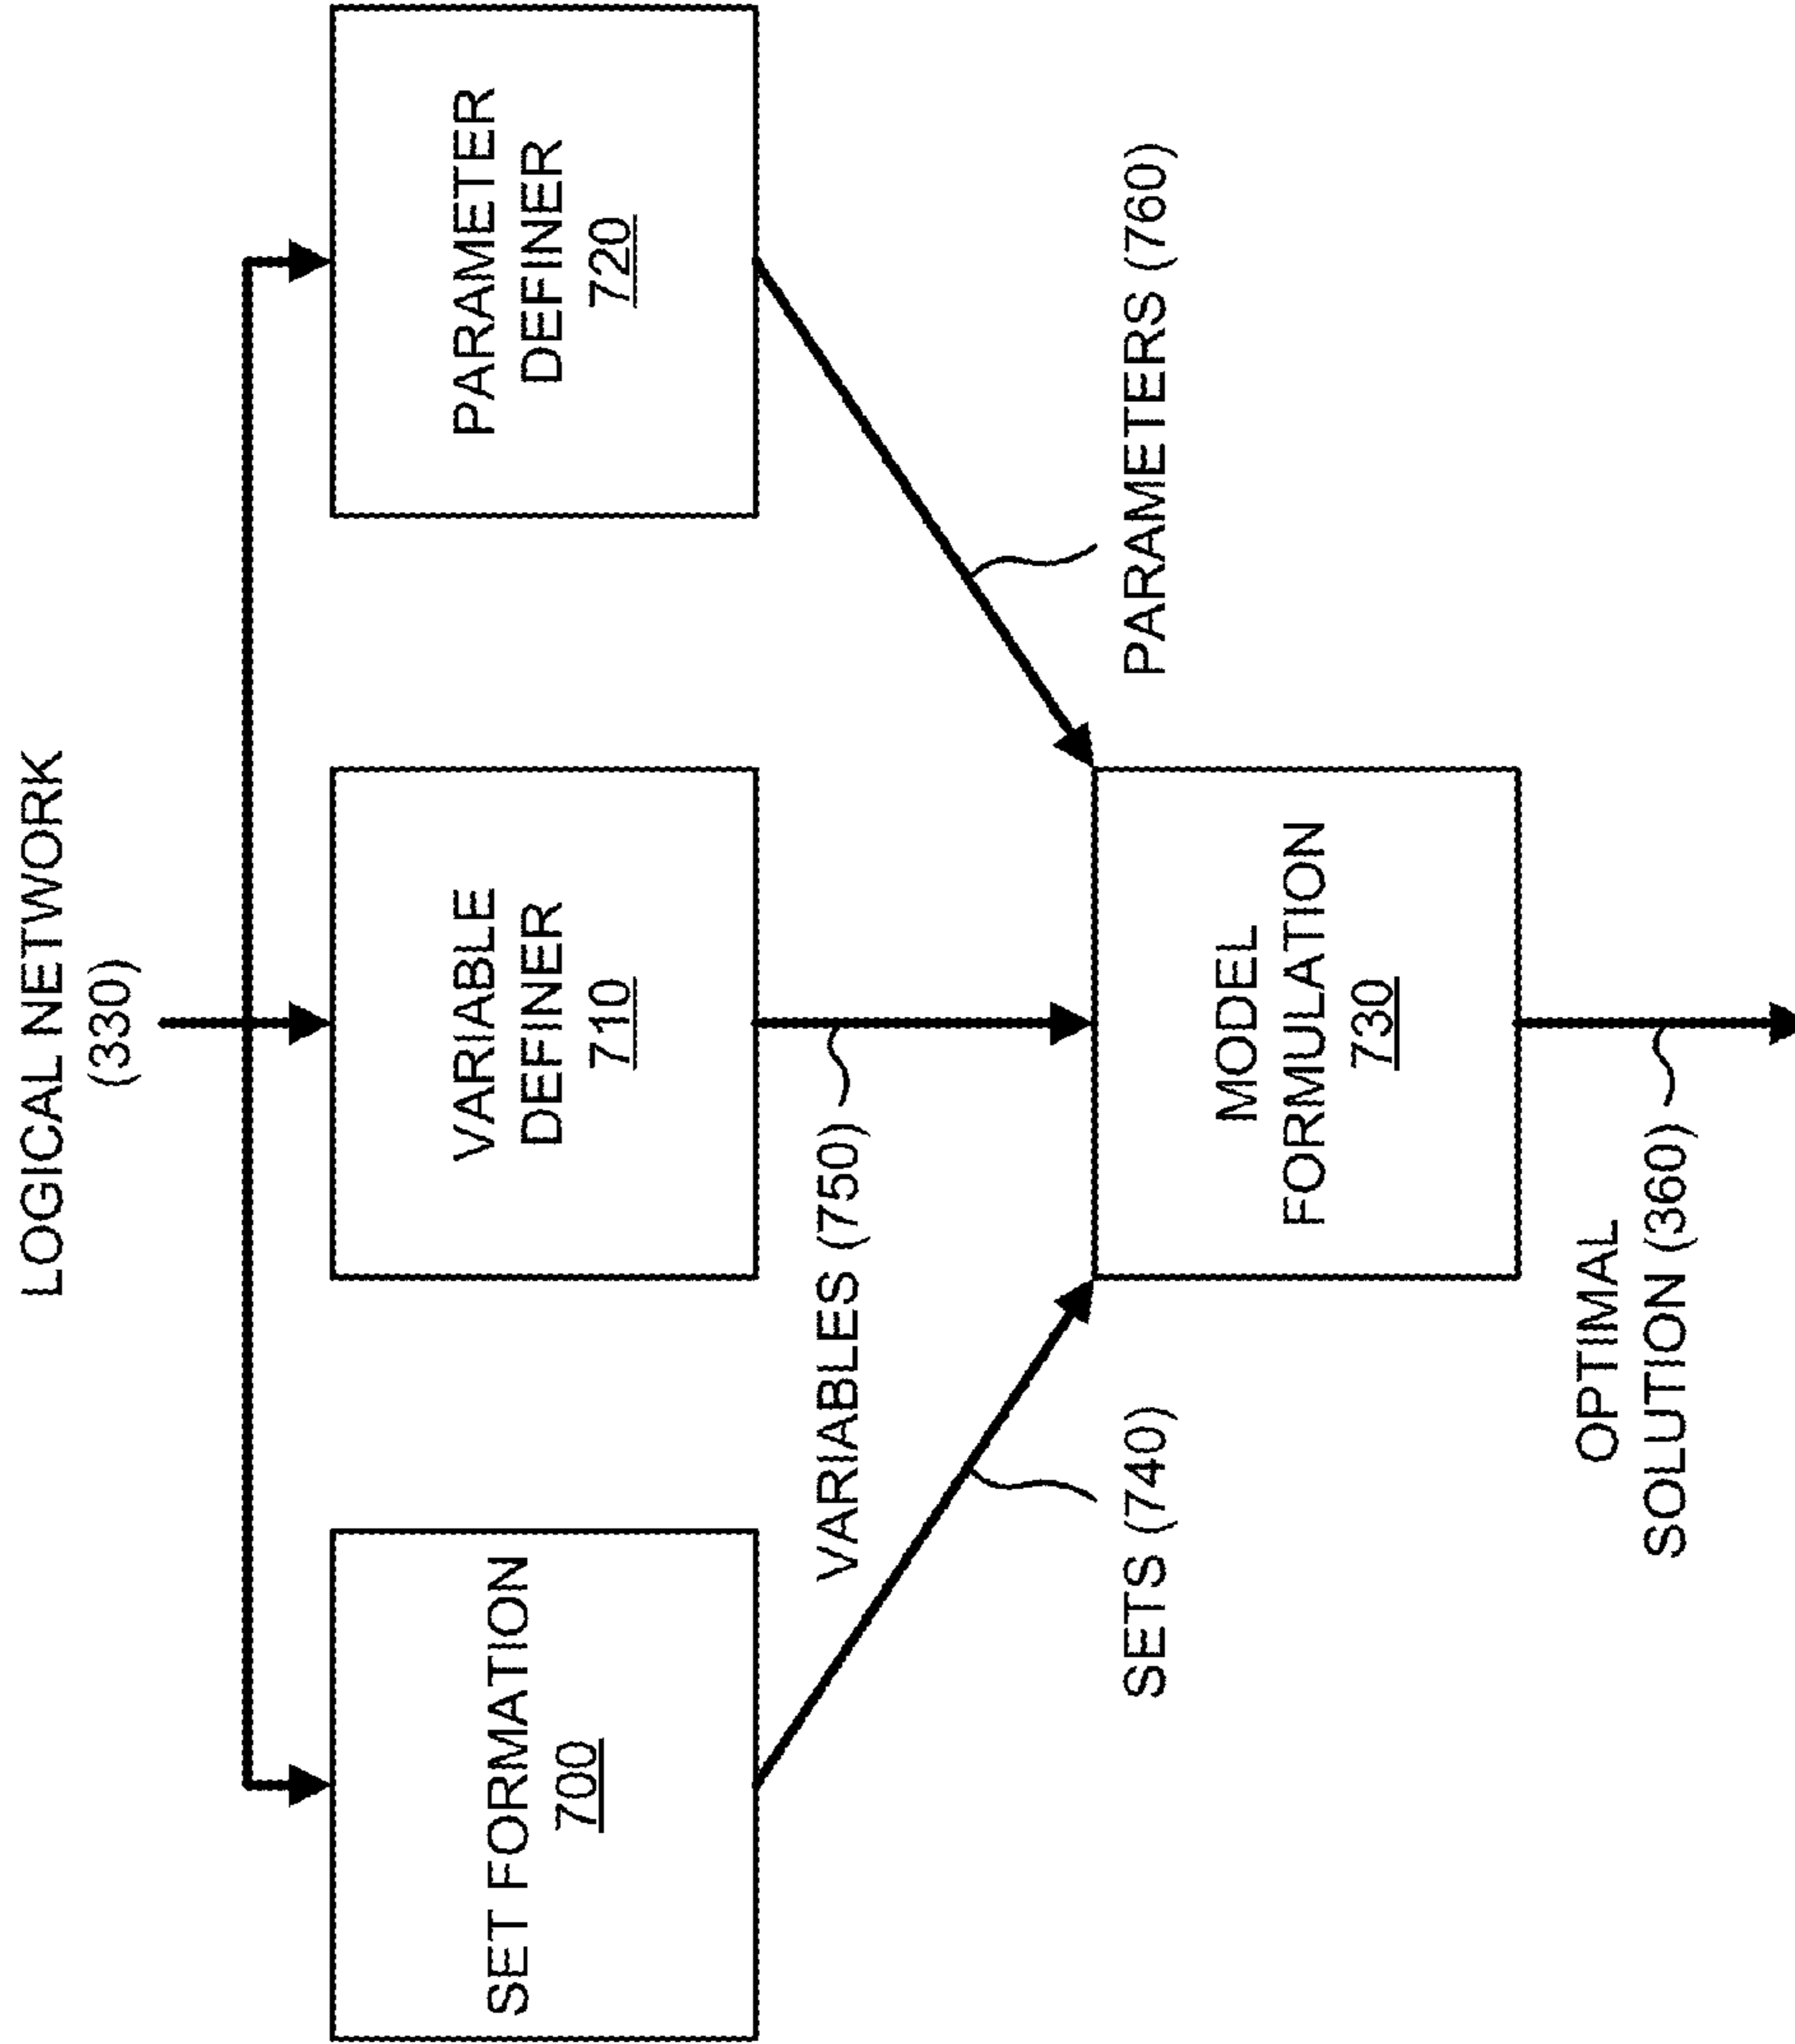 LOGICAL NETWORK
(330)
SET FORMATION
700
VARIABLE
DEFINER
710
PARAMETER
DEFINER
720
VARIABLES (750)
SETS (740)
PARAMETERS (760)
MODEL
FORMULATION
730
OPTIMAL
SOLUTION (360)